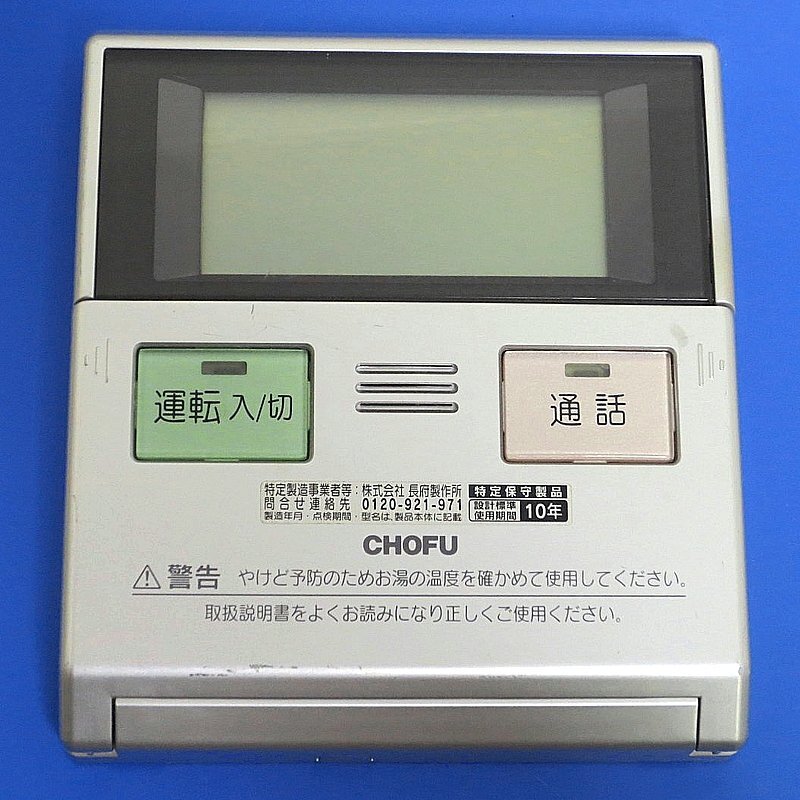 運転 入/切
通話
特定製造事業者等：株式会社 長府製作所
問合せ連絡先 0120-921-971
製造年月・点検期間・型名は、製品本体に記載
特定保守製品
設計標準
使用期間 10年
CHOFU
警告 やけど予防のためお湯の温度を確かめて使用してください。
取扱説明書をよくお読みになり正しくご使用ください。